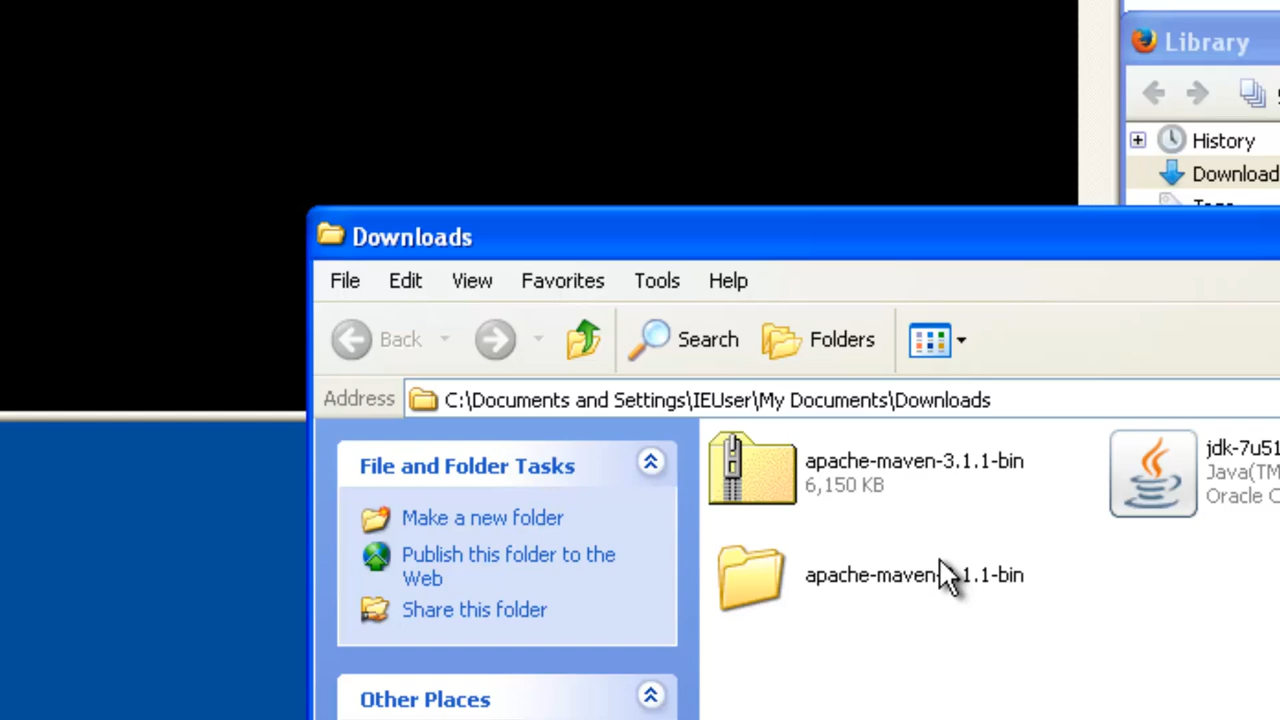 Library
History
Download
Downloads
File Edit View Favorites Tools Help
Back Search Folders
Address C:\Documents and Settings\IEUser\My Documents\Downloads
File and Folder Tasks
Make a new folder
Publish this folder to the
Web
Share this folder
Other Places
apache-maven-3.1.1-bin
6,150 KB
jdk-7u51
Java(TM
Oracle C
apache-maven- .1.1-bin